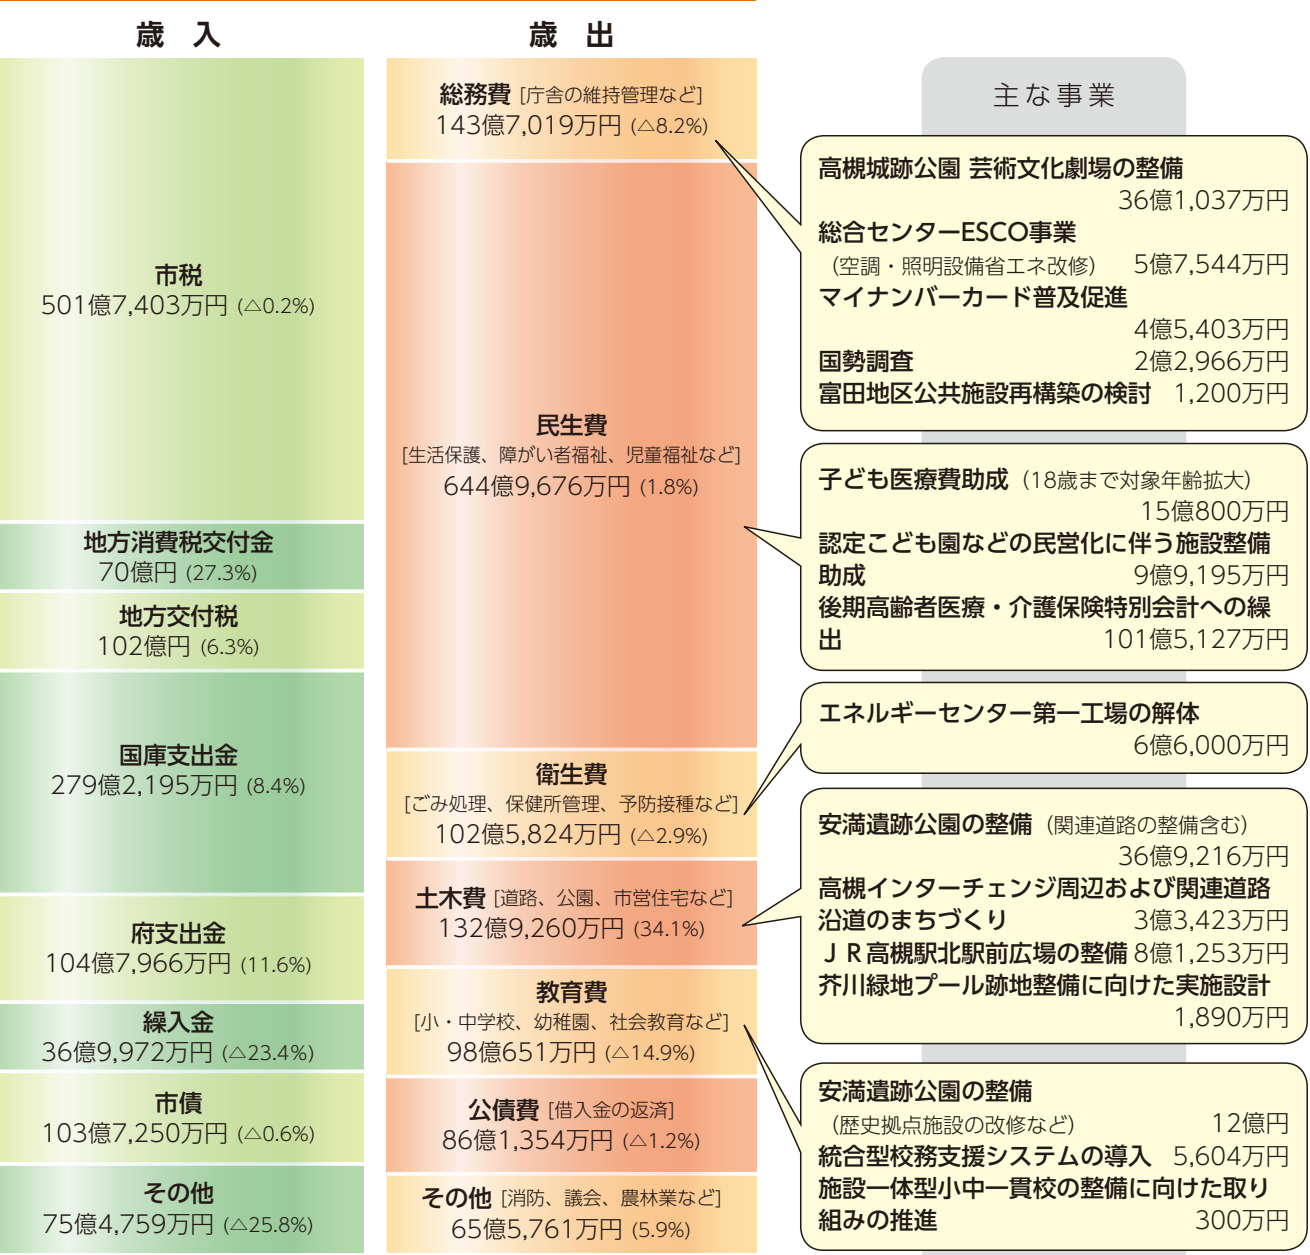 歳 入
市税
501億7,403万円 (△0.2%)
地方消費税交付金
70億円 (27.3%)
地方交付税
102億円 (6.3%)
国庫支出金
279億2,195万円 (8.4%)
府支出金
104億7,966万円 (11.6%)
繰入金
36億9,972万円 (△23.4%)
市債
103億7,250万円 (△0.6%)
その他
75億4,759万円 (△25.8%)
歳 出
総務費 [庁舎の維持管理など]
143億7,019万円 (△8.2%)
民生費
[生活保護、障がい者福祉、児童福祉など]
644億9,676万円 (1.8%)
衛生費
[ごみ処理、保健所管理、予防接種など]
102億5,824万円 (△2.9%)
土木費 [道路、公園、市営住宅など]
132億9,260万円 (34.1%)
教育費
[小・中学校、幼稚園、社会教育など]
98億651万円 (△14.9%)
公債費 [借入金の返済]
86億1,354万円 (△1.2%)
その他 [消防、議会、農林業など]
65億5,761万円 (5.9%)
主な事業
高槻城跡公園 芸術文化劇場の整備
36億1,037万円
総合センターESCO事業
（空調・照明設備省エネ改修） 5億7,544万円
マイナンバーカード普及促進
4億5,403万円
国勢調査 2億2,966万円
富田地区公共施設再構築の検討 1,200万円
子ども医療費助成（18歳まで対象年齢拡大）
15億800万円
認定こども園などの民営化に伴う施設整備
助成 9億9,195万円
後期高齢者医療・介護保険特別会計への繰
出 101億5,127万円
エネルギーセンター第一工場の解体
6億6,000万円
安満遺跡公園の整備（関連道路の整備含む）
36億9,216万円
高槻インターチェンジ周辺および関連道路
沿道のまちづくり 3億3,423万円
ＪＲ高槻駅北駅前広場の整備 8億1,253万円
芥川緑地プール跡地整備に向けた実施設計
1,890万円
安満遺跡公園の整備
（歴史拠点施設の改修など） 12億円
統合型校務支援システムの導入 5,604万円
施設一体型小中一貫校の整備に向けた取り
組みの推進 300万円